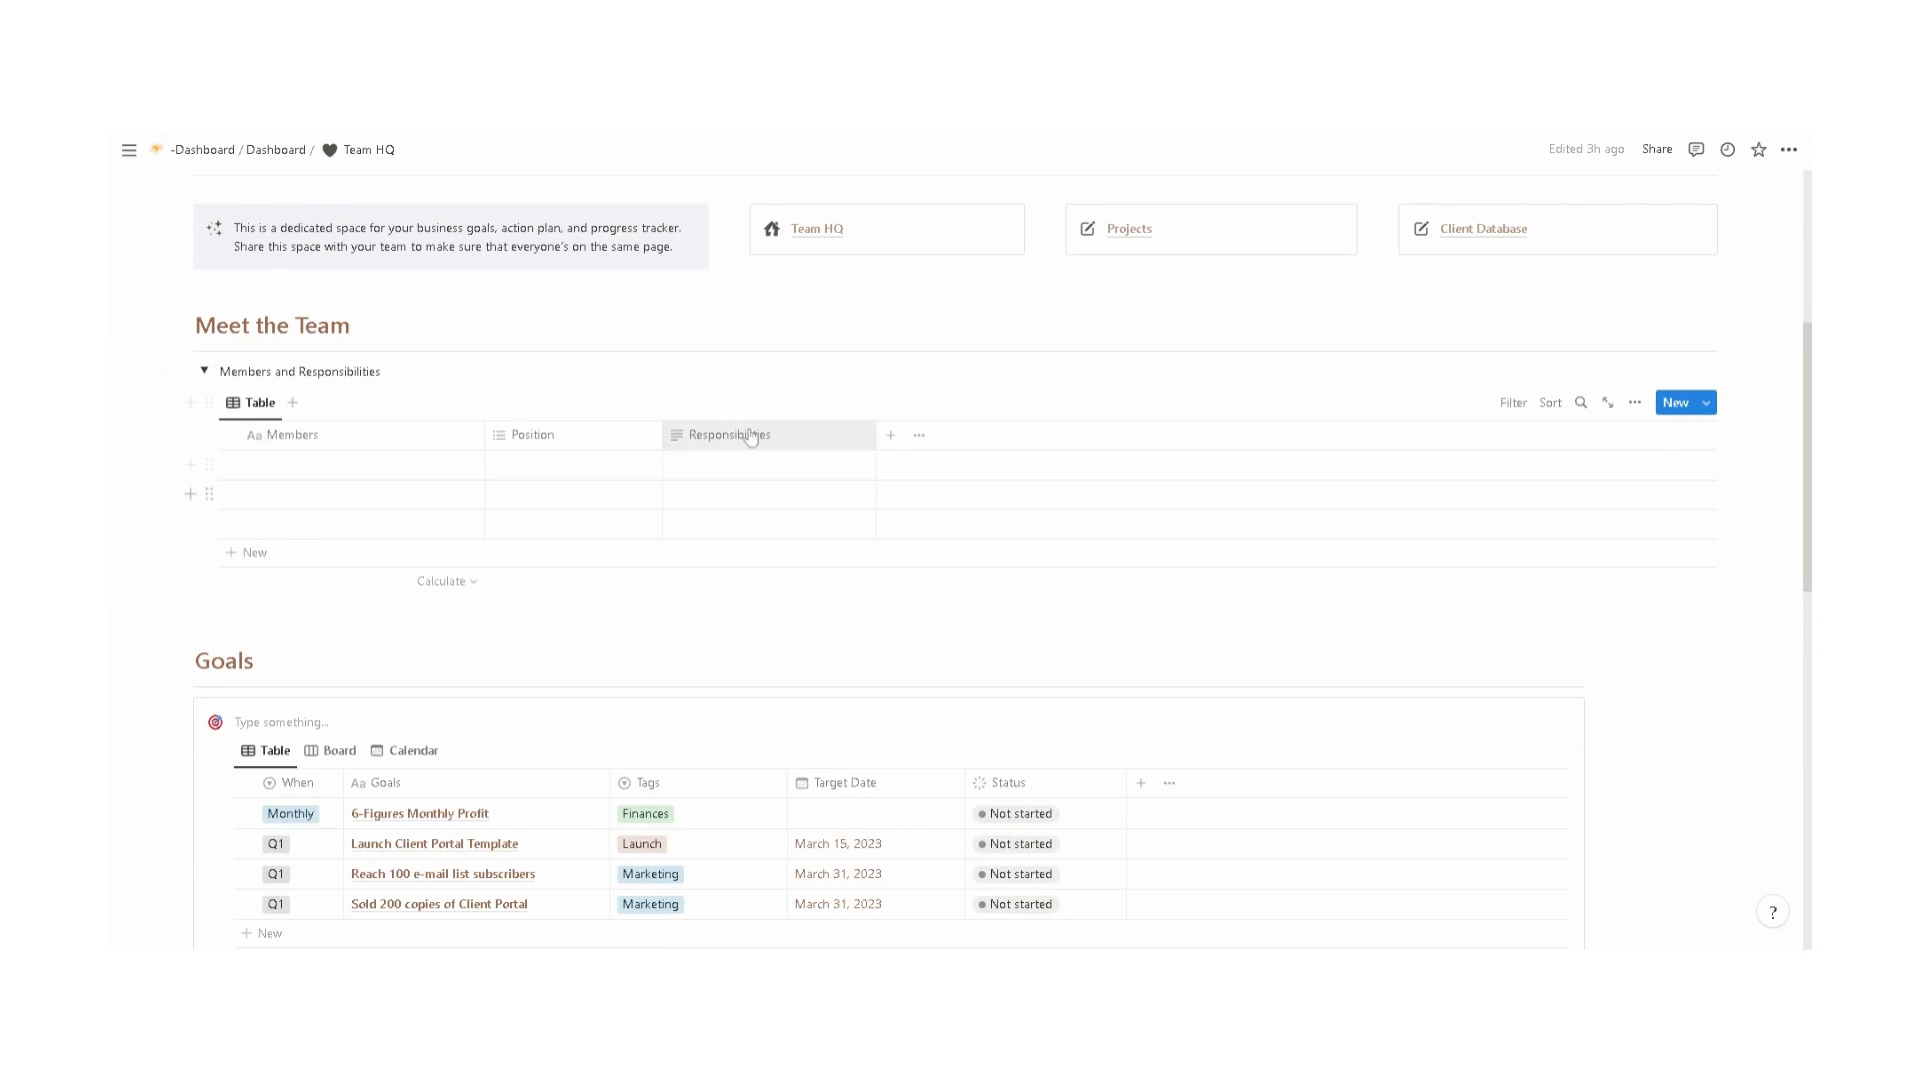 -Dashboard / Dashboard / Team HQ
Edited 3h ago Share
This is a dedicated space for your business goals, action plan, and progress tracker.
Share this space with your team to make sure that everyone's on the same page.
Team HQ
Projects
Client Database
Meet the Team
Members and Responsibilities
Table
Filter Sort New
Aa Members Position Responsibilities
+ New
Calculate
Goals
Type something...
Table Board Calendar
When Aa Goals Tags Target Date Status
Monthly 6-Figures Monthly Profit Finances Not started
Q1 Launch Client Portal Template Launch March 15, 2023 Not started
Q1 Reach 100 e-mail list subscribers Marketing March 31, 2023 Not started
Q1 Sold 200 copies of Client Portal Marketing March 31, 2023 Not started
+ New
?